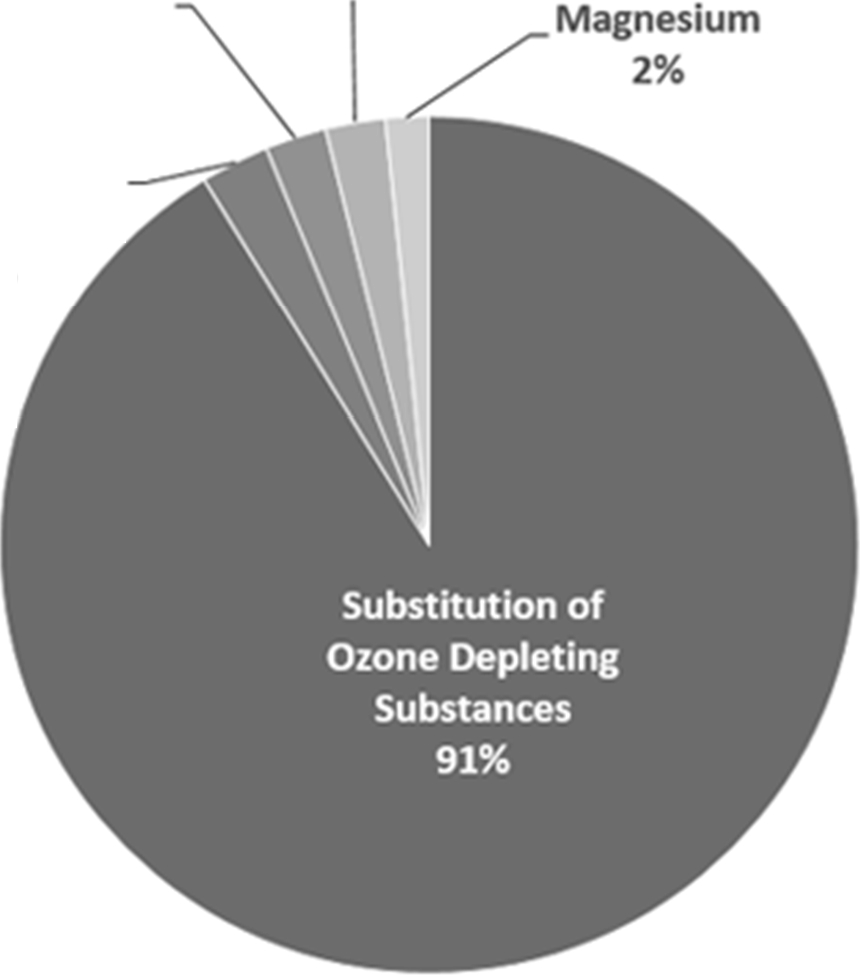 Magnesium
2%
Substitution of
Ozone Depleting
Substances
91%